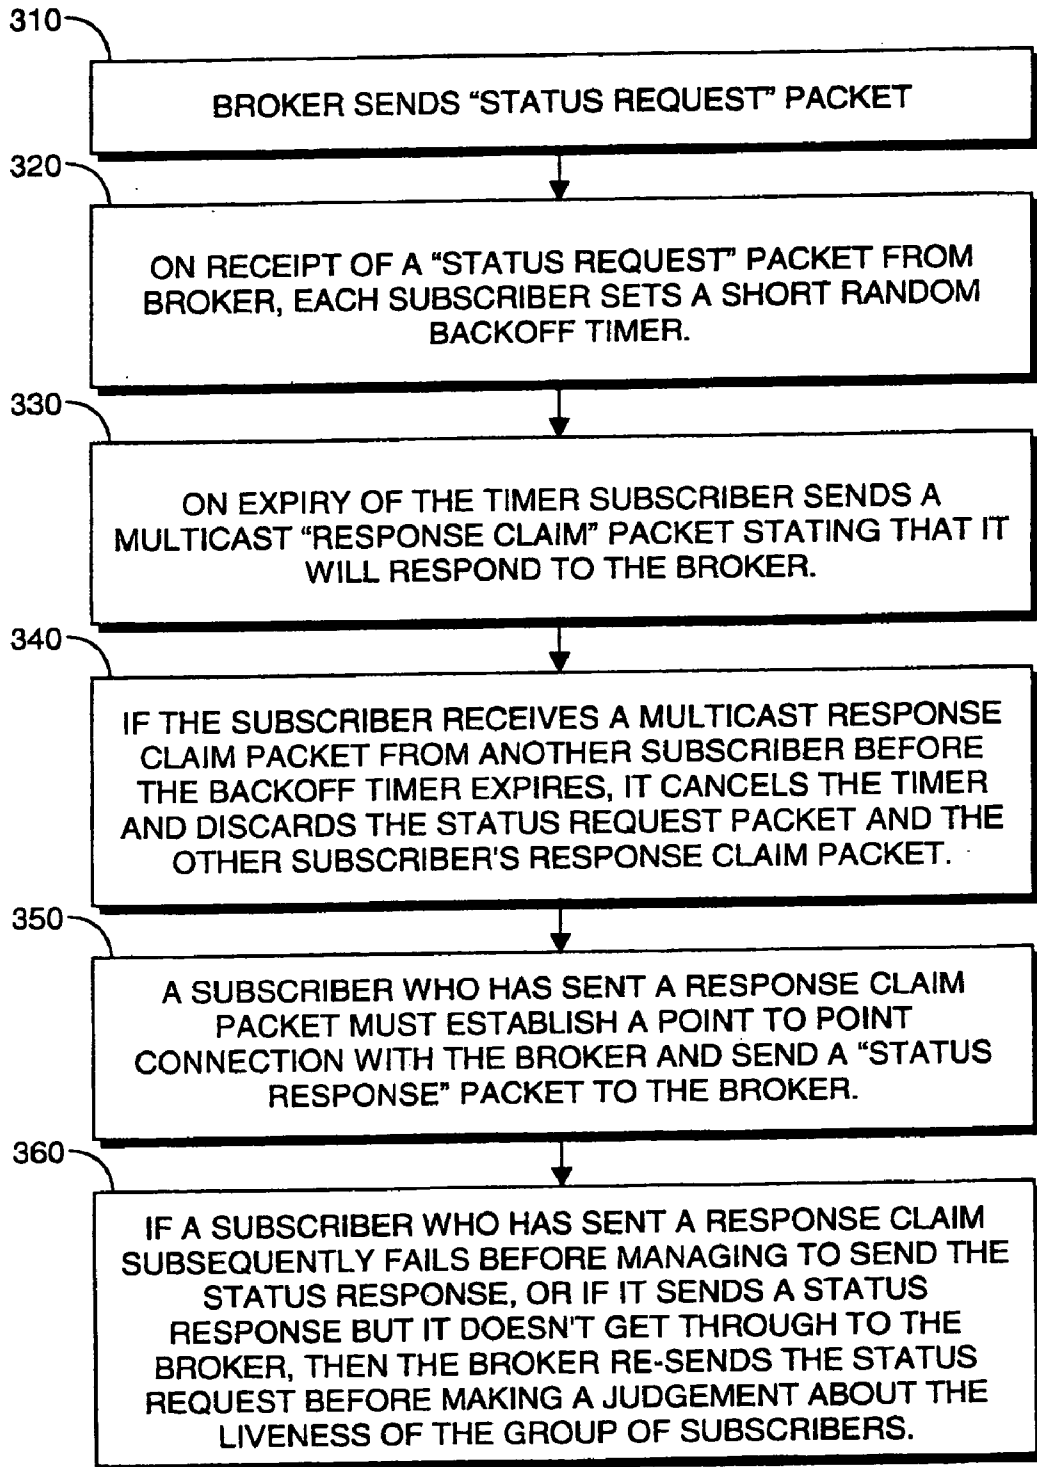 310
BROKER SENDS “STATUS REQUEST” PACKET
320
ON RECEIPT OF A “STATUS REQUEST” PACKET FROM
BROKER, EACH SUBSCRIBER SETS A SHORT RANDOM
BACKOFF TIMER.
330
ON EXPIRY OF THE TIMER SUBSCRIBER SENDS A
MULTICAST “RESPONSE CLAIM” PACKET STATING THAT IT
WILL RESPOND TO THE BROKER.
340
IF THE SUBSCRIBER RECEIVES A MULTICAST RESPONSE
CLAIM PACKET FROM ANOTHER SUBSCRIBER BEFORE
THE BACKOFF TIMER EXPIRES, IT CANCELS THE TIMER
AND DISCARDS THE STATUS REQUEST PACKET AND THE
OTHER SUBSCRIBER'S RESPONSE CLAIM PACKET.
350
A SUBSCRIBER WHO HAS SENT A RESPONSE CLAIM
PACKET MUST ESTABLISH A POINT TO POINT
CONNECTION WITH THE BROKER AND SEND A “STATUS
RESPONSE” PACKET TO THE BROKER.
360
IF A SUBSCRIBER WHO HAS SENT A RESPONSE CLAIM
SUBSEQUENTLY FAILS BEFORE MANAGING TO SEND THE
STATUS RESPONSE, OR IF IT SENDS A STATUS
RESPONSE BUT IT DOESN'T GET THROUGH TO THE
BROKER, THEN THE BROKER RE-SENDS THE STATUS
REQUEST BEFORE MAKING A JUDGEMENT ABOUT THE
LIVENESS OF THE GROUP OF SUBSCRIBERS.